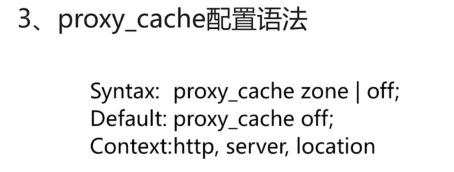 3、proxy_cache配置语法
Syntax: proxy_cache zone | off;
Default: proxy_cache off;
Context:http, server, location